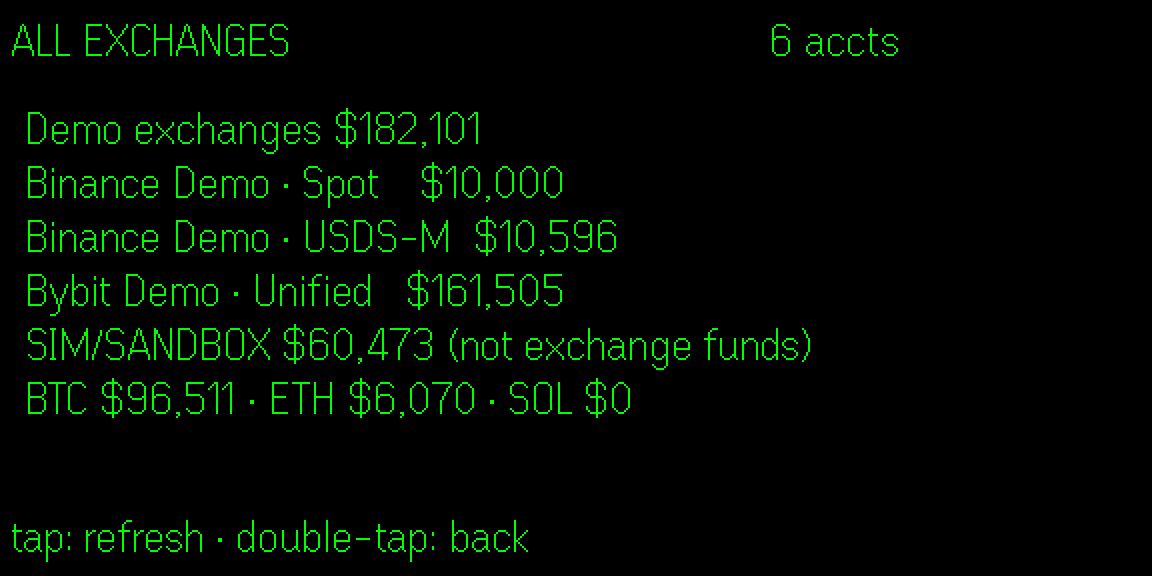 ALL EXCHANGES 6 accts
Demo exchanges $182,101
Binance Demo · Spot $10,000
Binance Demo · USDS-M $10,596
Bybit Demo · Unified $161,505
SIM/SANDBOX $60,473 (not exchange funds)
BTC $96,511 · ETH $6,070 · SOL $0
tap: refresh · double-tap: back